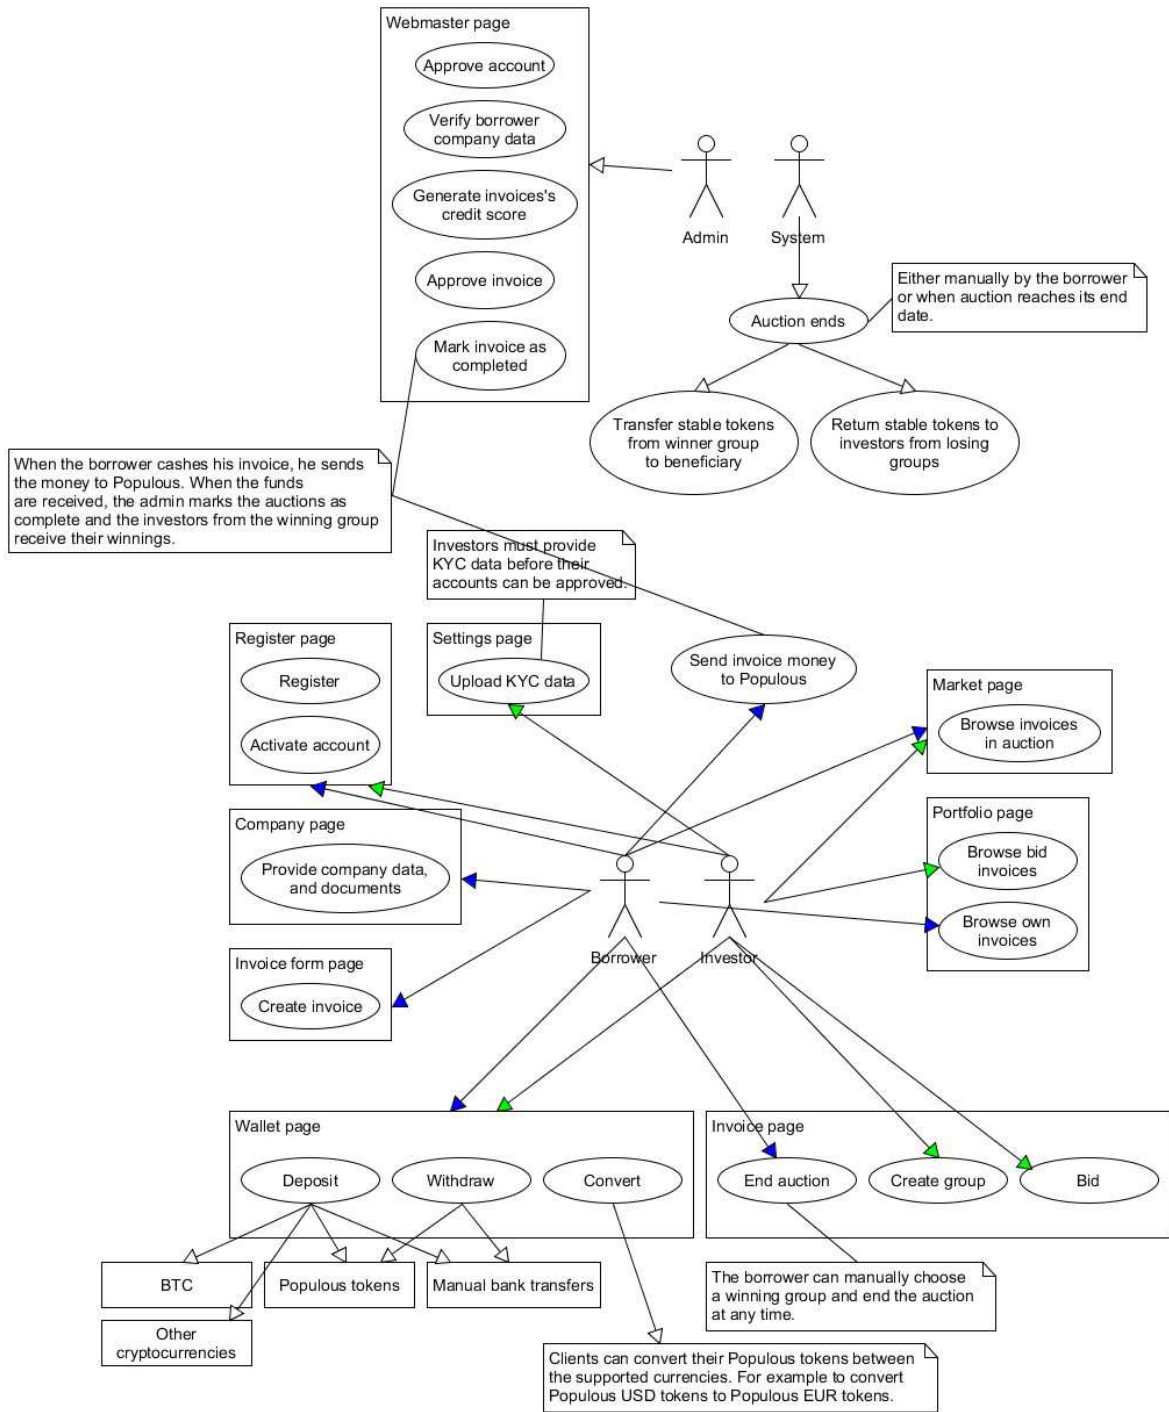 Webmaster page
Approve account
Verify borrower
company data
Generate invoices's
credit score
Approve invoice
Mark invoice as
completed
Admin
System
Either manually by the borrower
or when auction reaches its end
date.
Auction ends
Transfer stable tokens
from winner group
to beneficiary
Return stable tokens to
investors from losing
groups
When the borrower cashes his invoice, he sends
the money to Populous. When the funds
are received, the admin marks the auctions as
complete and the investors from the winning group
receive their winnings.
Investors must provide
KYC data before their
accounts can be approved.
Register page
Register
Activate account
Settings page
Upload KYC data
Send invoice money
to Populous
Market page
Browse invoices
in auction
Company page
Provide company data,
and documents
Portfolio page
Browse bid
invoices
Browse own
invoices
Borrower
Investor
Invoice form page
Create invoice
Wallet page
Deposit
Withdraw
Convert
Invoice page
End auction
Create group
Bid
BTC
Populous tokens
Manual bank transfers
Other
cryptocurrencies
The borrower can manually choose
a winning group and end the auction
at any time.
Clients can convert their Populous tokens between
the supported currencies. For example to convert
Populous USD tokens to Populous EUR tokens.